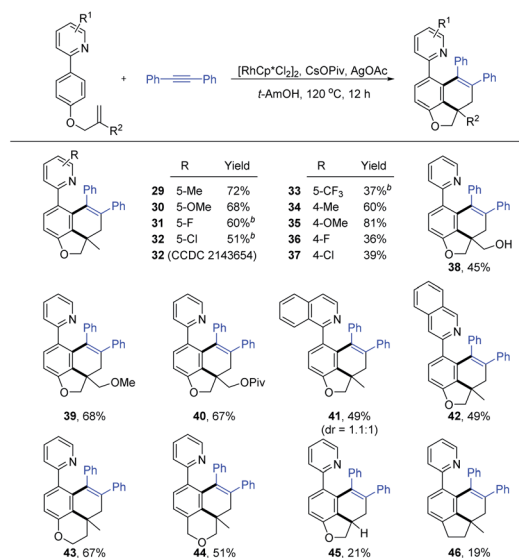 R¹ R¹
N N
Ph Ph [RhCp*Cl₂]₂, CsOPiv, AgOAc Ph
+ Ph
t-AmOH, 120 °C, 12 h
O R² O R²
R R Yield R Yield N
N 29 5-Me 72% 33 5-CF₃ 37%ᵇ Ph
Ph 30 5-OMe 68% 34 4-Me 60% Ph
Ph 31 5-F 60%ᵇ 35 4-OMe 81%
32 5-Cl 51%ᵇ 36 4-F 36%
O 32 (CCDC 2143654) 37 4-Cl 39% O OH
38, 45%
N Ph N Ph N Ph N Ph
Ph Ph Ph Ph
O OMe O OPiv O O
39, 68% 40, 67% 41, 49% 42, 49%
(dr = 1.1:1)
N Ph N Ph N Ph N Ph
Ph Ph Ph Ph
O O O H
43, 67% 44, 51% 45, 21% 46, 19%